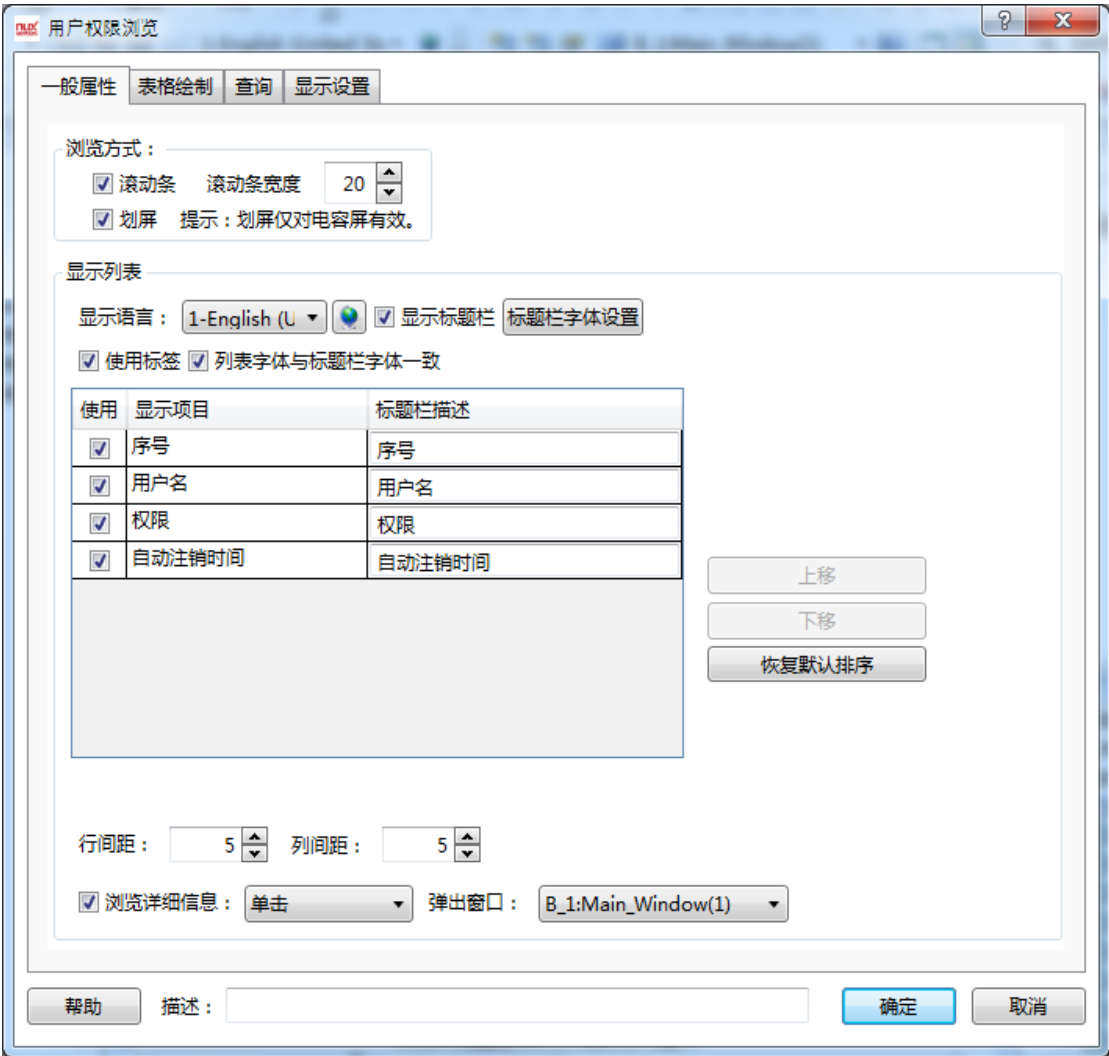 用户权限浏览
一般属性 表格绘制 查询 显示设置
浏览方式：
滚动条 滚动条宽度 20
划屏 提示：划屏仅对电容屏有效。
显示列表
显示语言： 1-English (U 显示标题栏 标题栏字体设置
使用标签 列表字体与标题栏字体一致
使用 显示项目 标题栏描述
序号 序号
用户名 用户名
权限 权限
自动注销时间 自动注销时间
上移
下移
恢复默认排序
行间距： 5 列间距： 5
浏览详细信息： 单击 弹出窗口： B_1:Main_Window(1)
帮助 描述： 确定 取消